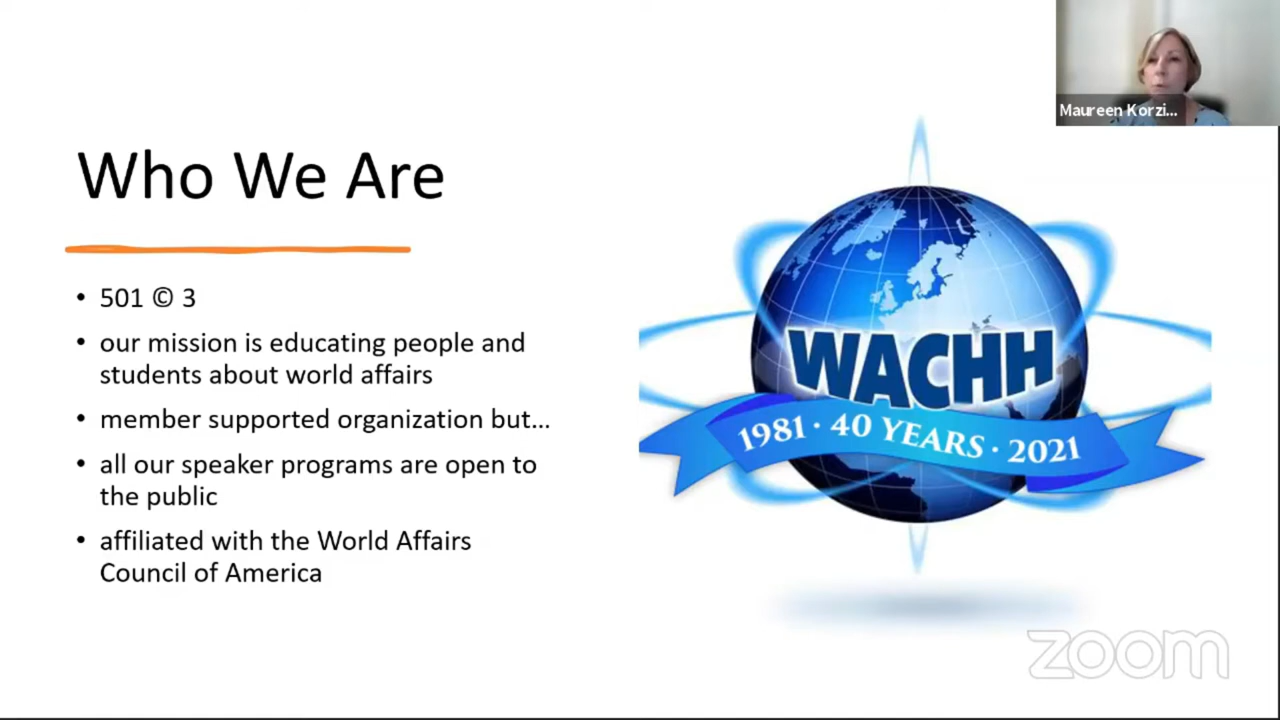 Maureen Korzi...
Who We Are
• 501 © 3
• our mission is educating people and
students about world affairs
• member supported organization but...
• all our speaker programs are open to
the public
• affiliated with the World Affairs
Council of America
WACHH
1981 · 40 YEARS · 2021
zoom